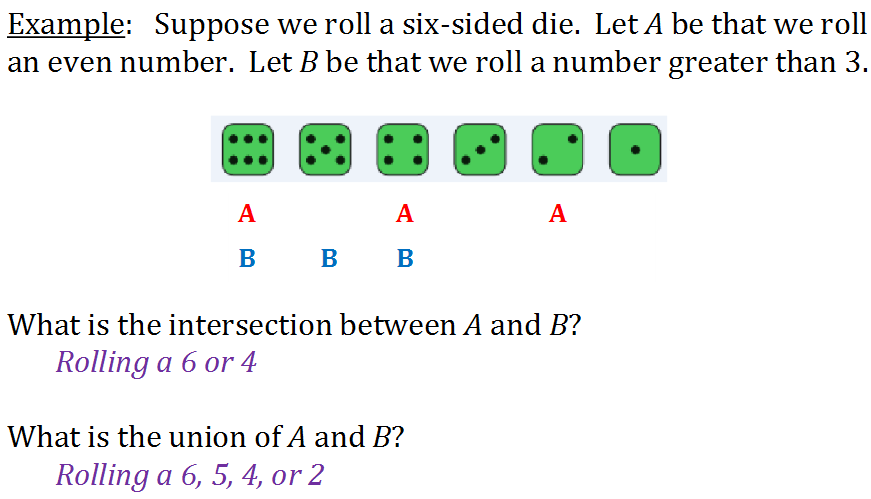 Example: Suppose we roll a six-sided die. Let A be that we roll
an even number. Let B be that we roll a number greater than 3.
A A A
B B B
What is the intersection between A and B?
Rolling a 6 or 4
What is the union of A and B?
Rolling a 6, 5, 4, or 2